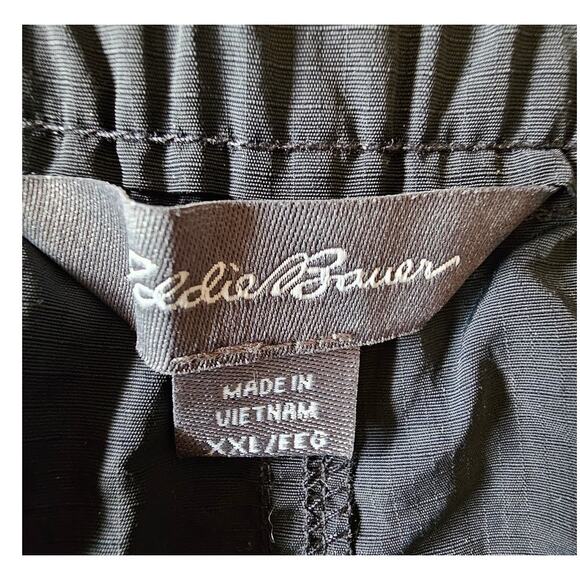 Eddie Bauer
MADE IN
VIETNAM
XXL/EEG